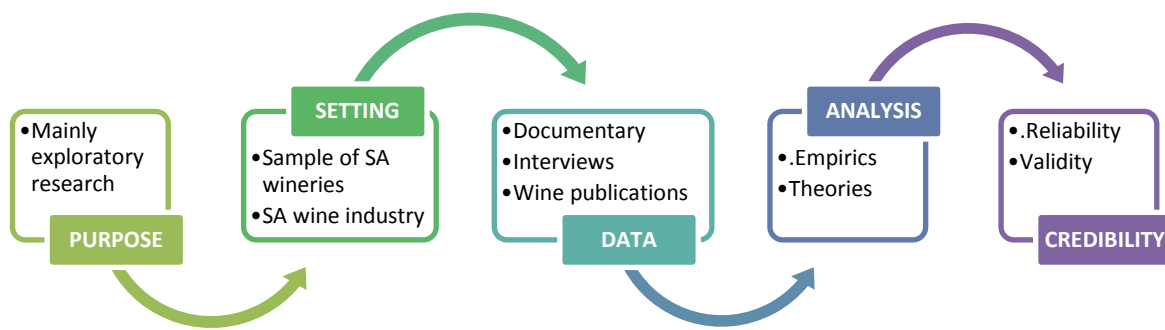 •Mainly
exploratory
research
PURPOSE
SETTING
•Sample of SA
wineries
•SA wine industry
•Documentary
•Interviews
•Wine publications
DATA
ANALYSIS
•.Empirics
•Theories
•.Reliability
•Validity
CREDIBILITY